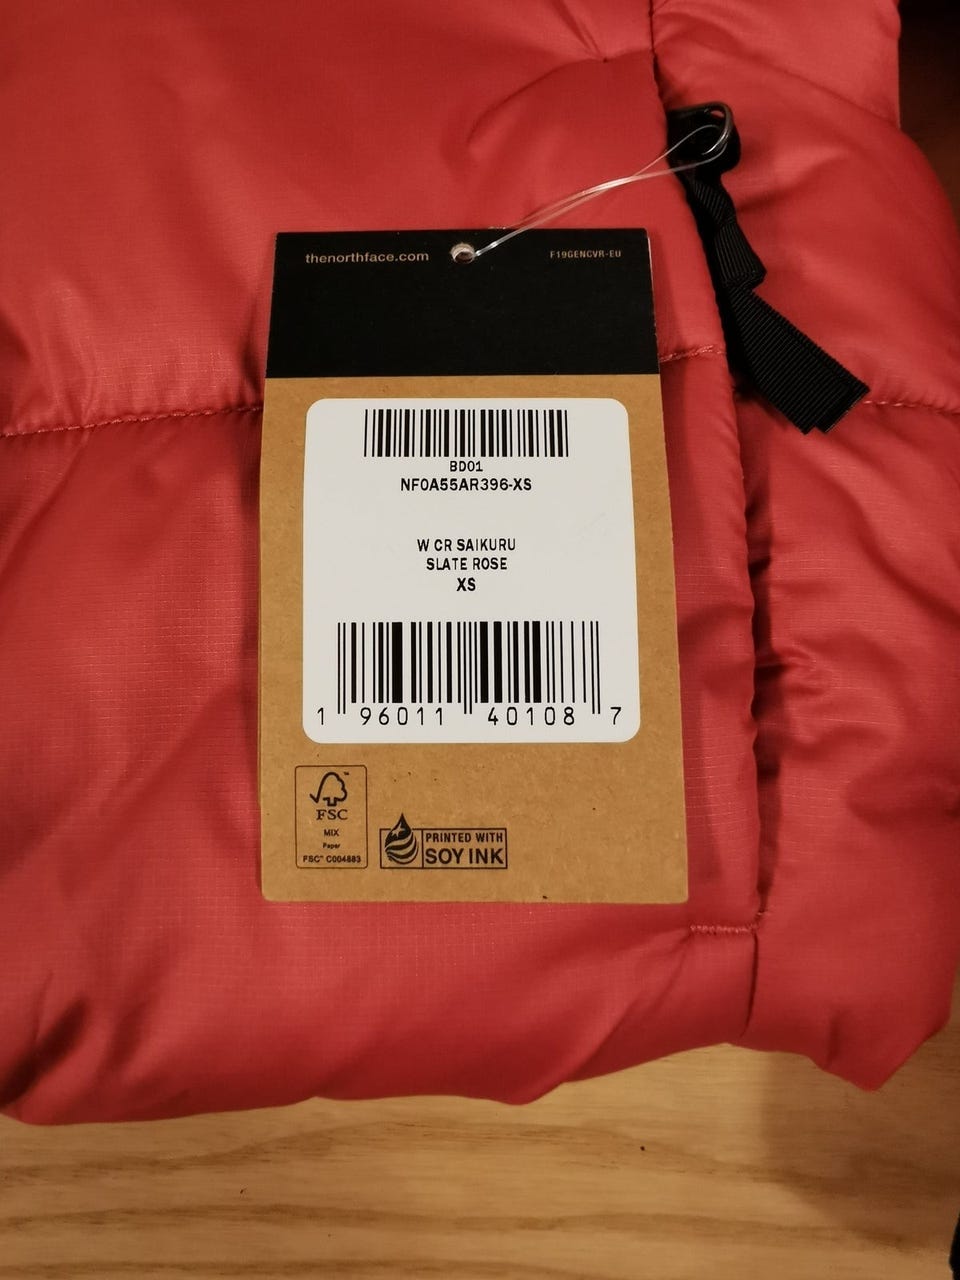 thenorthface.com
F19GENCVR-EU
BD01
NF0A55AR396-XS
W CR SAIKURU
SLATE ROSE
XS
1 96011 40108 7
FSC
MIX
Paper
FSC™ C004883
PRINTED WITH
SOY INK